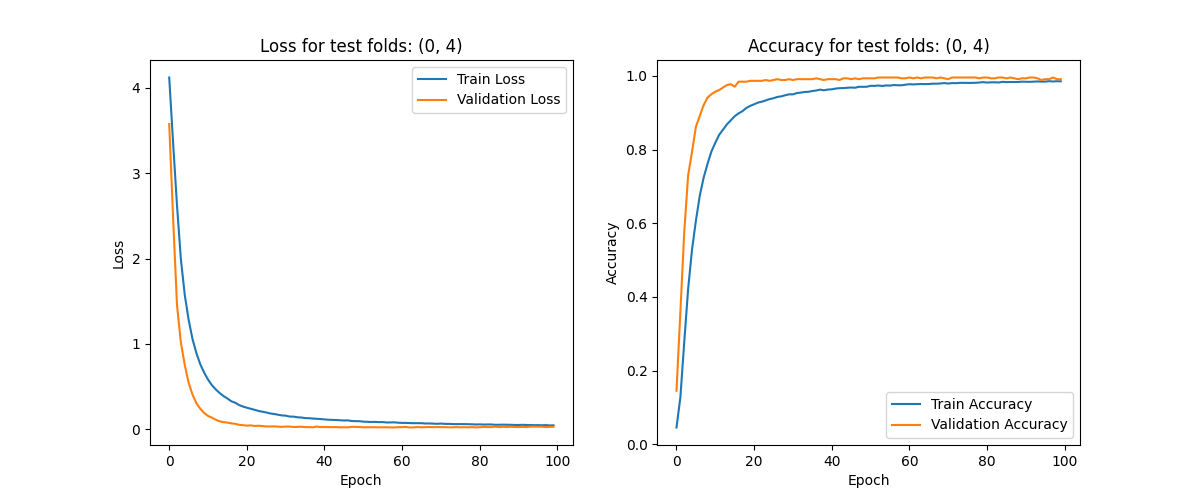 Loss for test folds: (0, 4)
Train Loss
Validation Loss
4
3
2
1
0
Loss
0
20
40
60
80
100
Epoch
Accuracy for test folds: (0, 4)
1.0
0.8
0.6
0.4
0.2
0.0
Accuracy
Train Accuracy
Validation Accuracy
0
20
40
60
80
100
Epoch